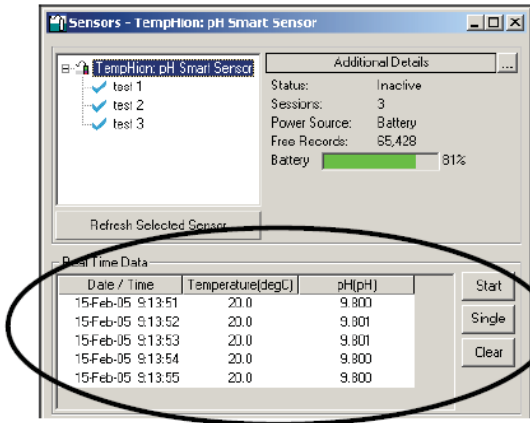 Sensors - TempHion: pH Smart Sensor
TempHion: pH Smart Sensor
test 1
test 2
test 3
Refresh Selected Sensor
Additional Details
...
Status: Inactive
Sessions: 3
Power Source: Battery
Free Records: 65,428
Battery 81%
Real Time Data
Date / Time Temperature(degC) pH(pH)
15-Feb-05 9:13:51 20.0 9.800
15-Feb-05 9:13:52 20.0 9.801
15-Feb-05 9:13:53 20.0 9.801
15-Feb-05 9:13:54 20.0 9.800
15-Feb-05 9:13:55 20.0 9.800
Start
Single
Clear